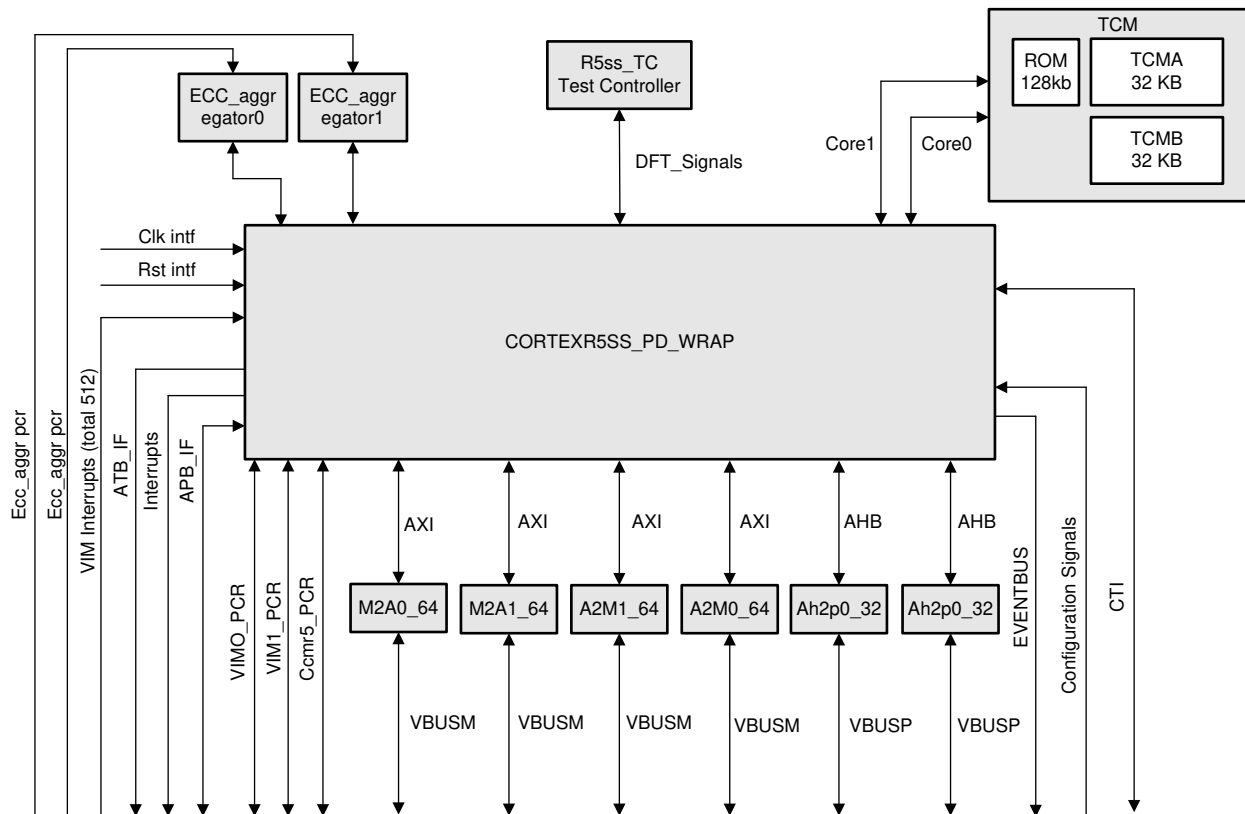 TCM
ROM
128kb
TCMA
32 KB
TCMB
32 KB
R5ss_TC
Test Controller
ECC_aggr
egator0
ECC_aggr
egator1
Core1
Core0
DFT_Signals
Clk intf
Rst intf
CORTEXR5SS_PD_WRAP
Ecc_aggr pcr
Ecc_aggr pcr
VIM Interrupts (total 512)
ATB_IF
Interrupts
APB_IF
VIMO_PCR
VIM1_PCR
Ccmr5_PCR
AXI
AXI
AXI
AXI
AHB
AHB
M2A0_64
M2A1_64
A2M1_64
A2M0_64
Ah2p0_32
Ah2p0_32
VBUSM
VBUSM
VBUSM
VBUSM
VBUSP
VBUSP
EVENTBUS
Configuration Signals
CTI